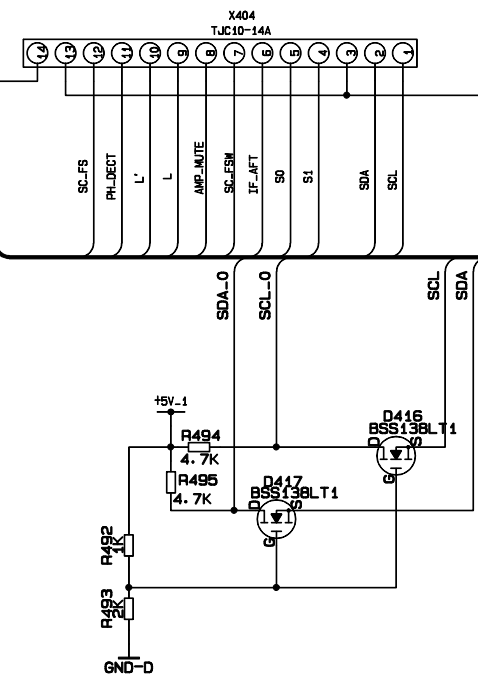 X404
TJC10-14A
14 13 12 11 10 9 8 7 6 5 4 3 2 1
SC_FS
PH_DECT
L'
L
AMP_MUTE
SC_FSW
IF_AFT
S0
S1
SDA
SCL
SDA_0
SCL_0
SCL
SDA
+5V_1
D416
BSS138LT1
D
S
G
R494
4.7K
R495
4.7K
D417
BSS138LT1
D
S
G
R492
1K
R493
2K
GND-D